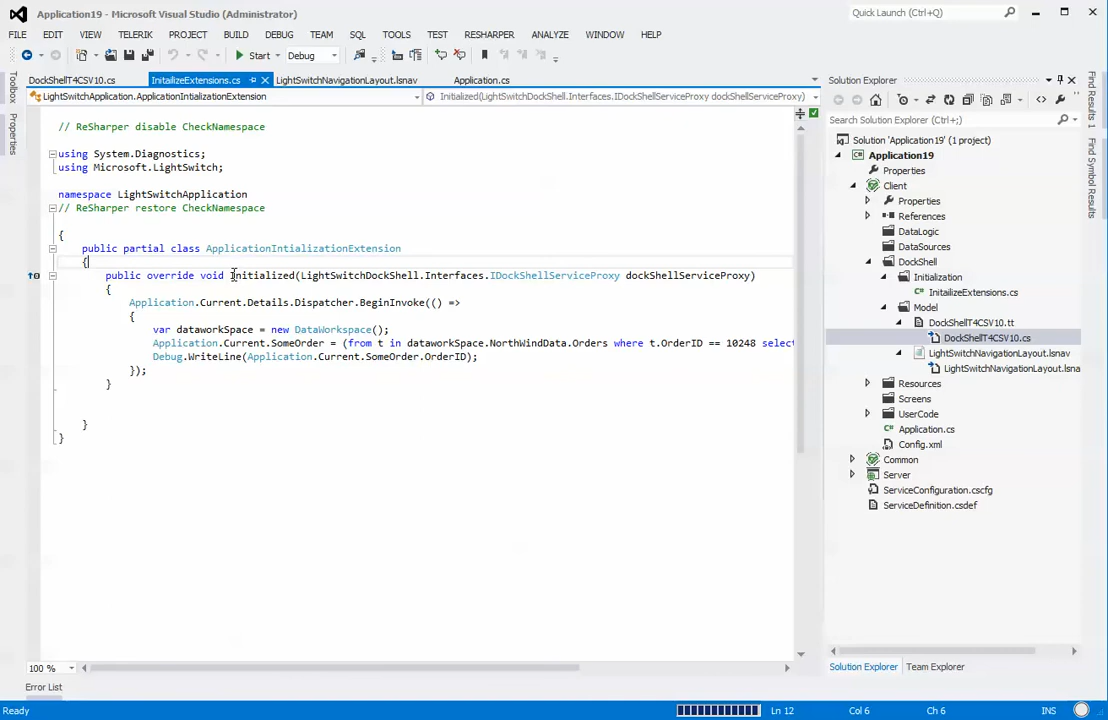 Application19 - Microsoft Visual Studio (Administrator)
Quick Launch (Ctrl+Q)
FILE EDIT VIEW TELERIK PROJECT BUILD DEBUG TEAM SQL TOOLS TEST RESHARPER ANALYZE WINDOW HELP
Start Debug
DockShellT4CSV10.cs InitailizeExtensions.cs LightSwitchNavigationLayout.lsnav Application.cs
LightSwitchApplication.ApplicationIntializationExtension
Initialized(LightSwitchDockShell.Interfaces.IDockShellServiceProxy dockShellServiceProxy)
// ReSharper disable CheckNamespace
using System.Diagnostics;
using Microsoft.LightSwitch;
namespace LightSwitchApplication
// ReSharper restore CheckNamespace
{
public partial class ApplicationIntializationExtension
{
public override void Initialized(LightSwitchDockShell.Interfaces.IDockShellServiceProxy dockShellServiceProxy)
{
Application.Current.Details.Dispatcher.BeginInvoke(() =>
{
var dataworkSpace = new DataWorkspace();
Application.Current.SomeOrder = (from t in dataworkSpace.NorthWindData.Orders where t.OrderID == 10248 select
Debug.WriteLine(Application.Current.SomeOrder.OrderID);
});
}
}
}
100 %
Error List
Toolbox
Properties
Solution Explorer
Search Solution Explorer (Ctrl+;)
Solution 'Application19' (1 project)
Application19
Properties
Client
Properties
References
DataLogic
DataSources
DockShell
Initialization
InitailizeExtensions.cs
Model
DockShellT4CSV10.tt
DockShellT4CSV10.cs
LightSwitchNavigationLayout.lsnav
LightSwitchNavigationLayout.lsna
Resources
Screens
UserCode
Application.cs
Config.xml
Common
Server
ServiceConfiguration.cscfg
ServiceDefinition.csdef
Solution Explorer Team Explorer
Find Results 1
Find Symbol Results
Ready Ln 12 Col 6 Ch 6 INS